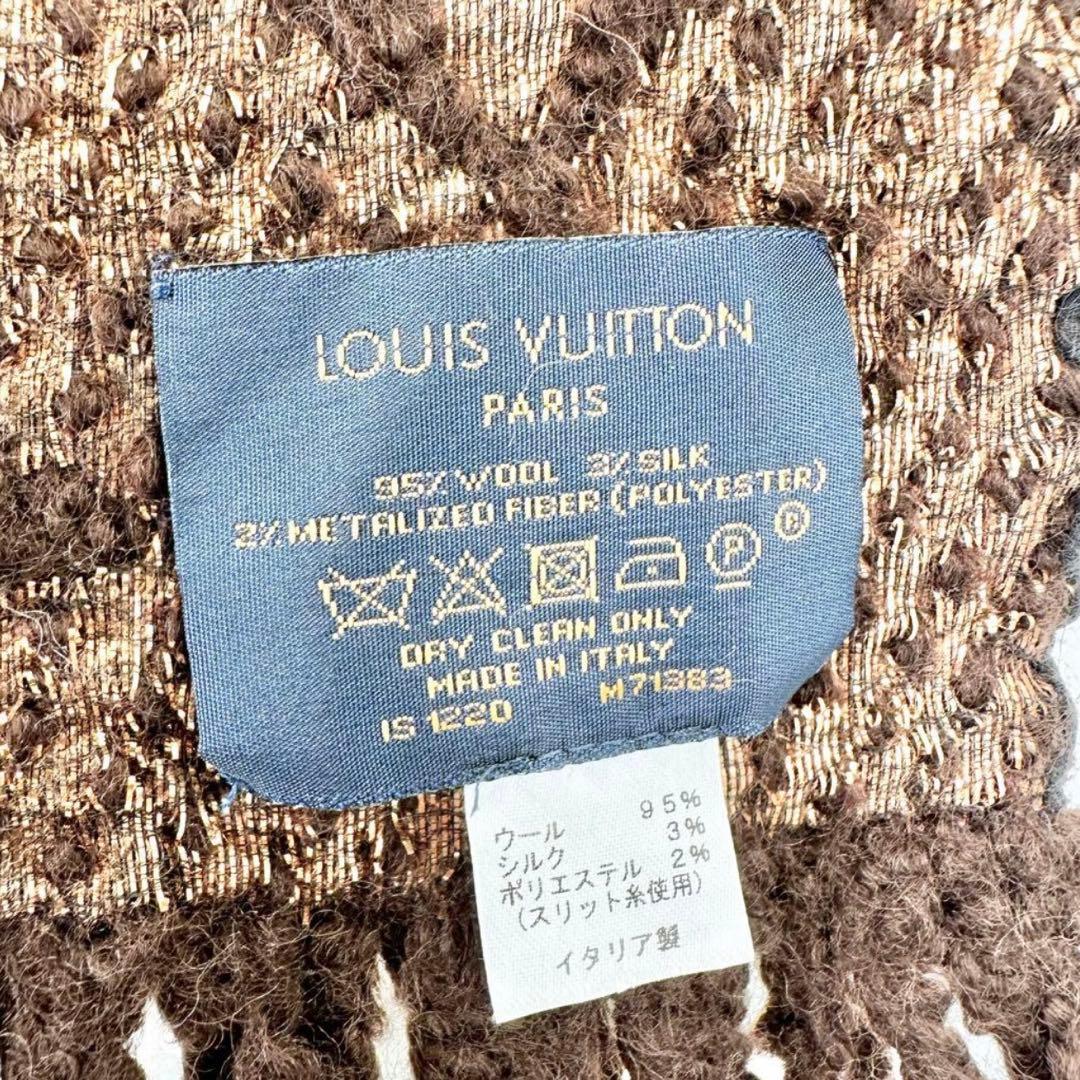 LOUIS VUITTON
PARIS
95% WOOL 3% SILK
2% METALIZED FIBER (POLYESTER)
P
DRY CLEAN ONLY
MADE IN ITALY
IS 1220 M71383
ウール 95%
シルク 3%
ポリエステル 2%
(スリット糸使用)
イタリア製